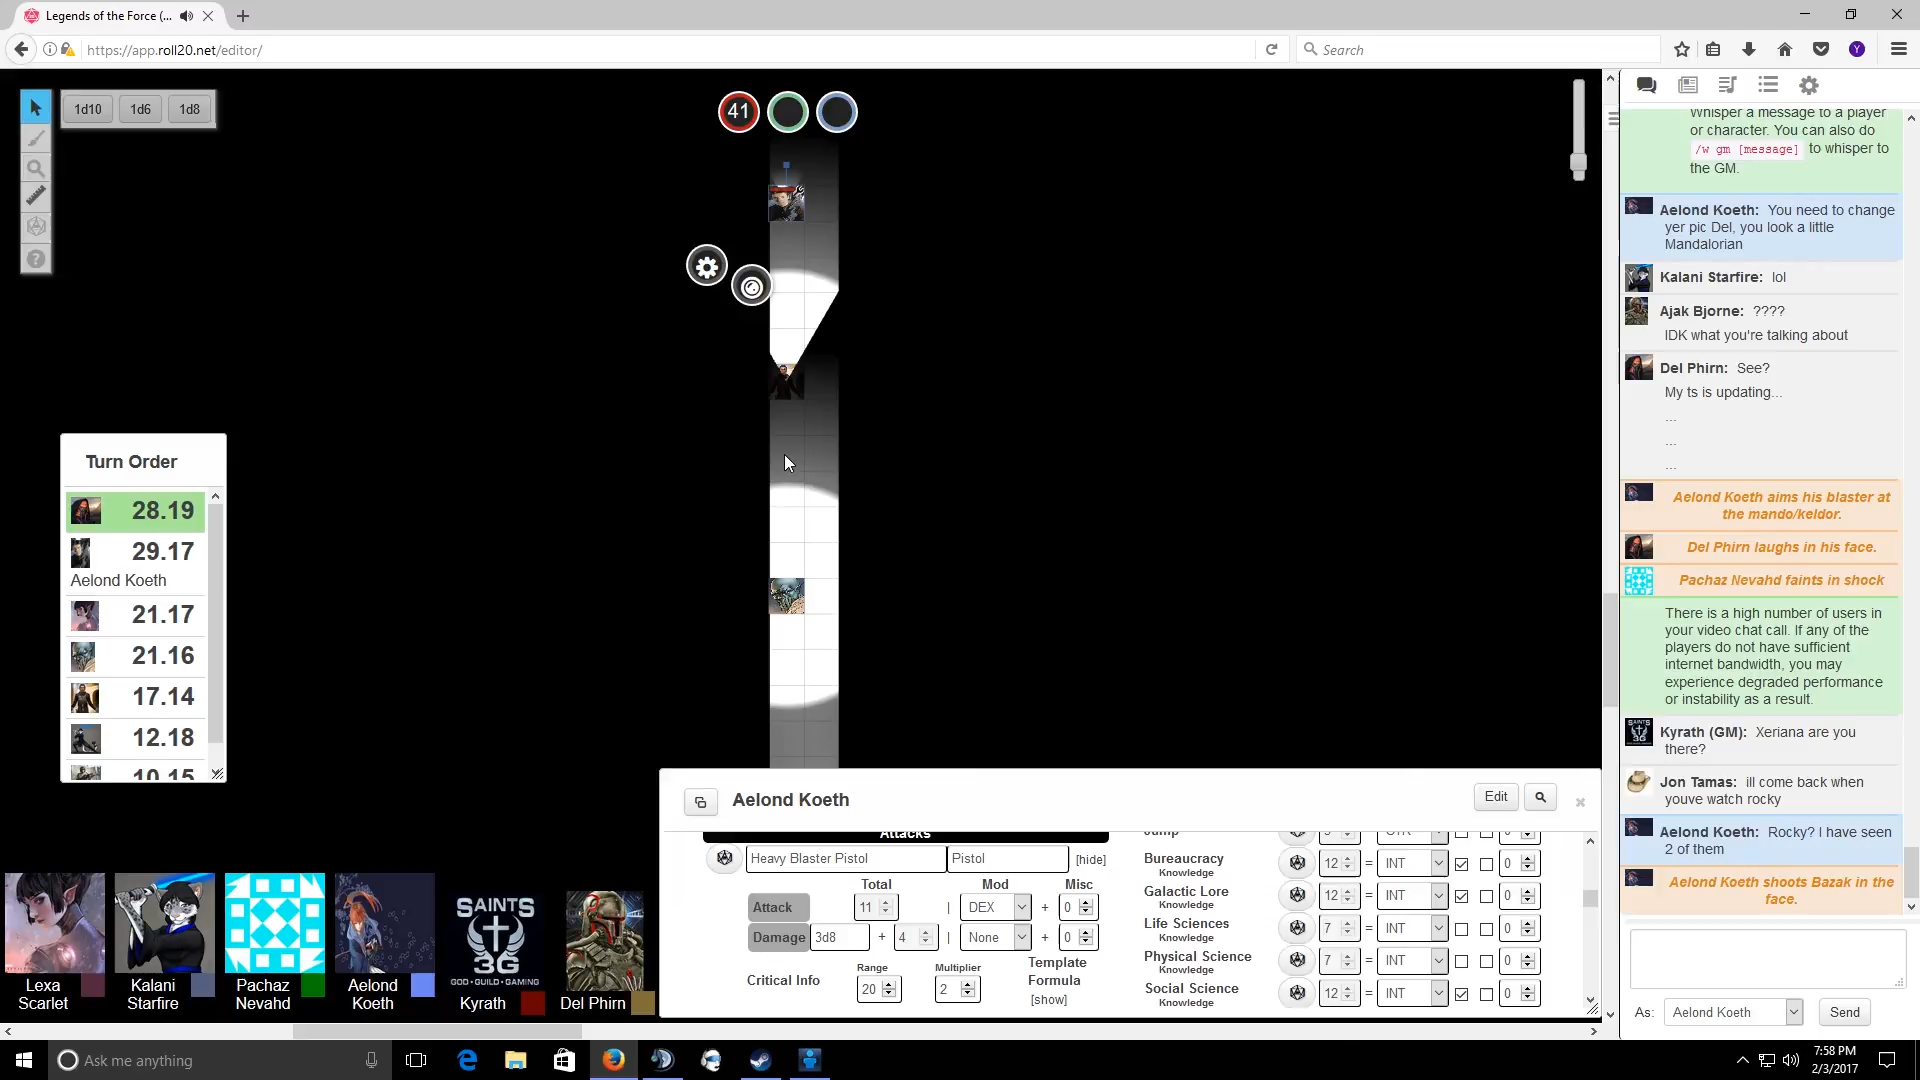 Legends of the Force (...
https://app.roll20.net/editor/
Search
1d10
1d6
1d8
41
Turn Order
28.19
29.17
Aelond Koeth
21.17
21.16
17.14
12.18
10.15
Whisper a message to a player
or character. You can also do
/w gm [message] to whisper to
the GM.
Aelond Koeth: You need to change
yer pic Del, you look a little
Mandalorian
Kalani Starfire: lol
Ajak Bjorne: ????
IDK what you're talking about
Del Phirn: See?
My ts is updating...
...
...
...
Aelond Koeth aims his blaster at
the mando/keldor.
Del Phirn laughs in his face.
Pachaz Nevahd faints in shock
There is a high number of users in
your video chat call. If any of the
players do not have sufficient
internet bandwidth, you may
experience degraded performance
or instability as a result.
Kyrath (GM): Xeriana are you
there?
Jon Tamas: ill come back when
youve watch rocky
Aelond Koeth: Rocky? I have seen
2 of them
Aelond Koeth shoots Bazak in the
face.
As: Aelond Koeth
Send
Aelond Koeth
Edit
Attacks
Heavy Blaster Pistol
Pistol
[hide]
Total
Mod
Misc
Attack
11
|
DEX
+
0
Damage
3d8
+
4
|
None
+
0
Critical Info
Range
20
Multiplier
2
Template
Formula
[show]
Jump
Bureaucracy
Knowledge
12
=
INT
0
Galactic Lore
Knowledge
12
=
INT
0
Life Sciences
Knowledge
7
=
INT
0
Physical Science
Knowledge
7
=
INT
0
Social Science
Knowledge
12
=
INT
0
Lexa
Scarlet
Kalani
Starfire
Pachaz
Nevahd
Aelond
Koeth
SAINTS
3G
GOD · GUILD · GAMING
Kyrath
Del Phirn
Ask me anything
7:58 PM
2/3/2017